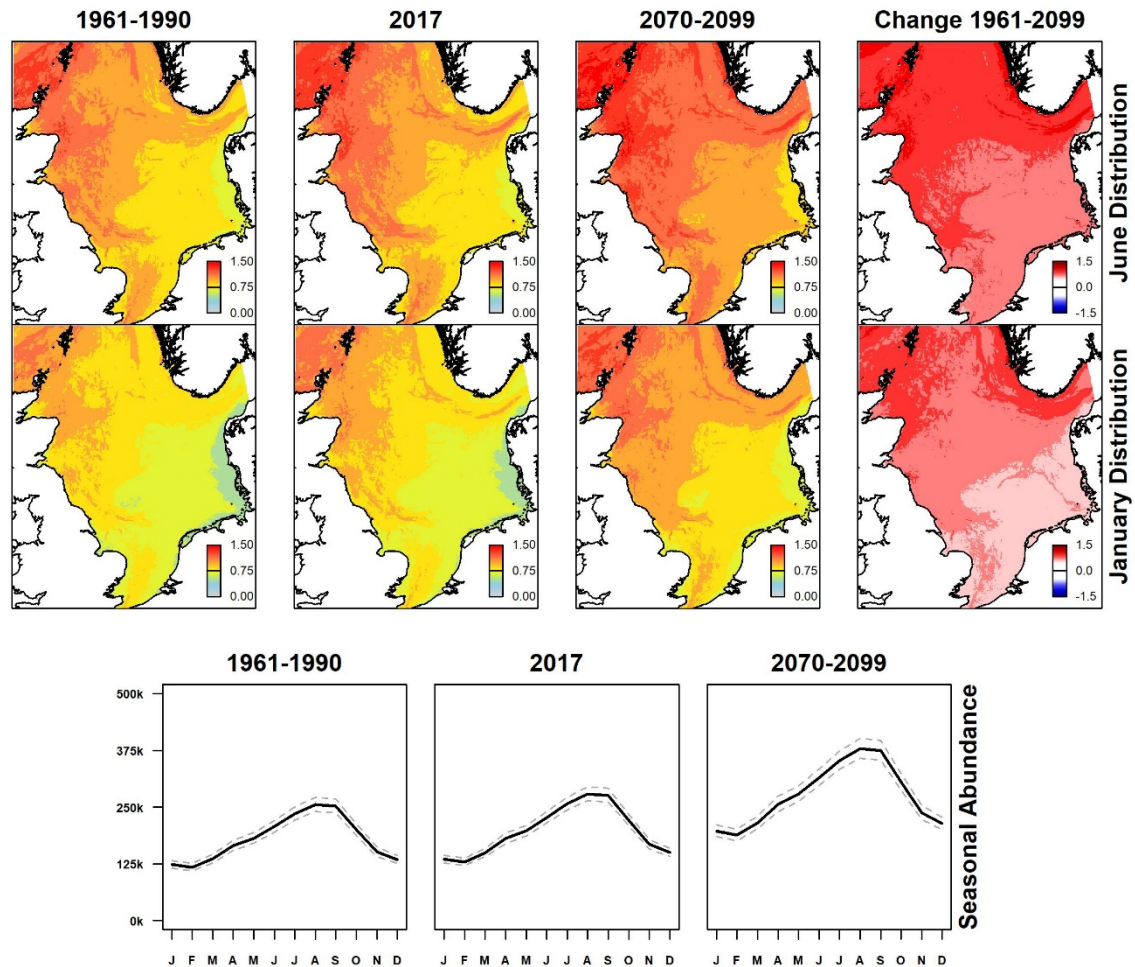 1961-1990 2017 2070-2099 Change 1961-2099
1.50 1.50 1.50 1.5
0.75 0.75 0.75 0.0
0.00 0.00 0.00 -1.5
June Distribution
1.50 1.50 1.50 1.5
0.75 0.75 0.75 0.0
0.00 0.00 0.00 -1.5
January Distribution
1961-1990 2017 2070-2099
500k
375k
250k
125k
0k
J F M A M J J A S O N D J F M A M J J A S O N D J F M A M J J A S O N D
Seasonal Abundance